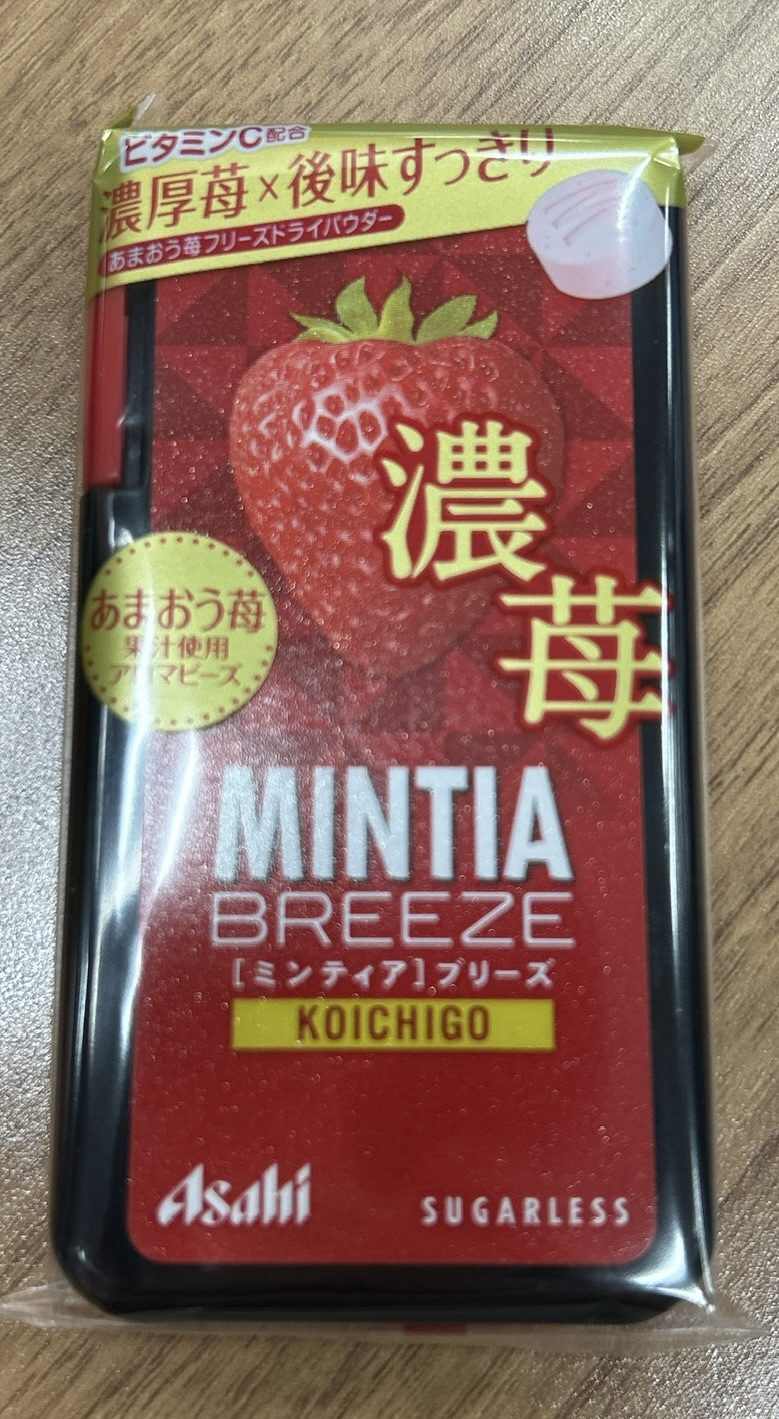 ビタミンC配合
濃厚苺×後味すっきり
あまおう苺フリーズドライパウダー
濃
苺
あまおう苺
果汁使用
アロマビーズ
MINTIA
BREEZE
[ミンティア]ブリーズ
KOICHIGO
Asahi
SUGARLESS